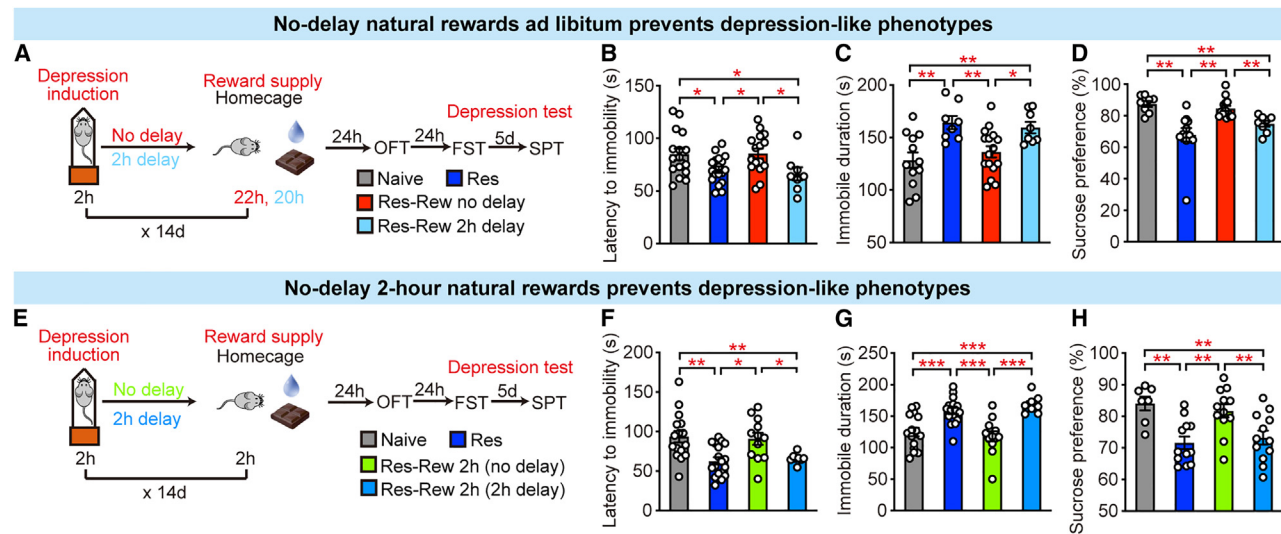 No-delay natural rewards ad libitum prevents depression-like phenotypes
A
Depression
induction
No delay
2h delay
2h
x 14d
Reward supply
Homecage
22h, 20h
Depression test
24h OFT 24h FST 5d SPT
Naive Res
Res-Rew no delay
Res-Rew 2h delay
B
Latency to immobility (s)
150
100
50
0
*
* * *
C
Immobile duration (s)
200
150
100
50
**
** ** *
D
Sucrose preference (%)
100
80
60
40
20
0
**
** ** **
No-delay 2-hour natural rewards prevents depression-like phenotypes
E
Depression
induction
No delay
2h delay
2h
x 14d
Reward supply
Homecage
2h
Depression test
24h OFT 24h FST 5d SPT
Naive Res
Res-Rew 2h (no delay)
Res-Rew 2h (2h delay)
F
Latency to immobility (s)
200
150
100
50
0
**
** * *
G
Immobile duration (s)
250
200
150
100
50
0
***
*** *** ***
H
Sucrose preference (%)
100
90
80
70
60
50
**
** ** **